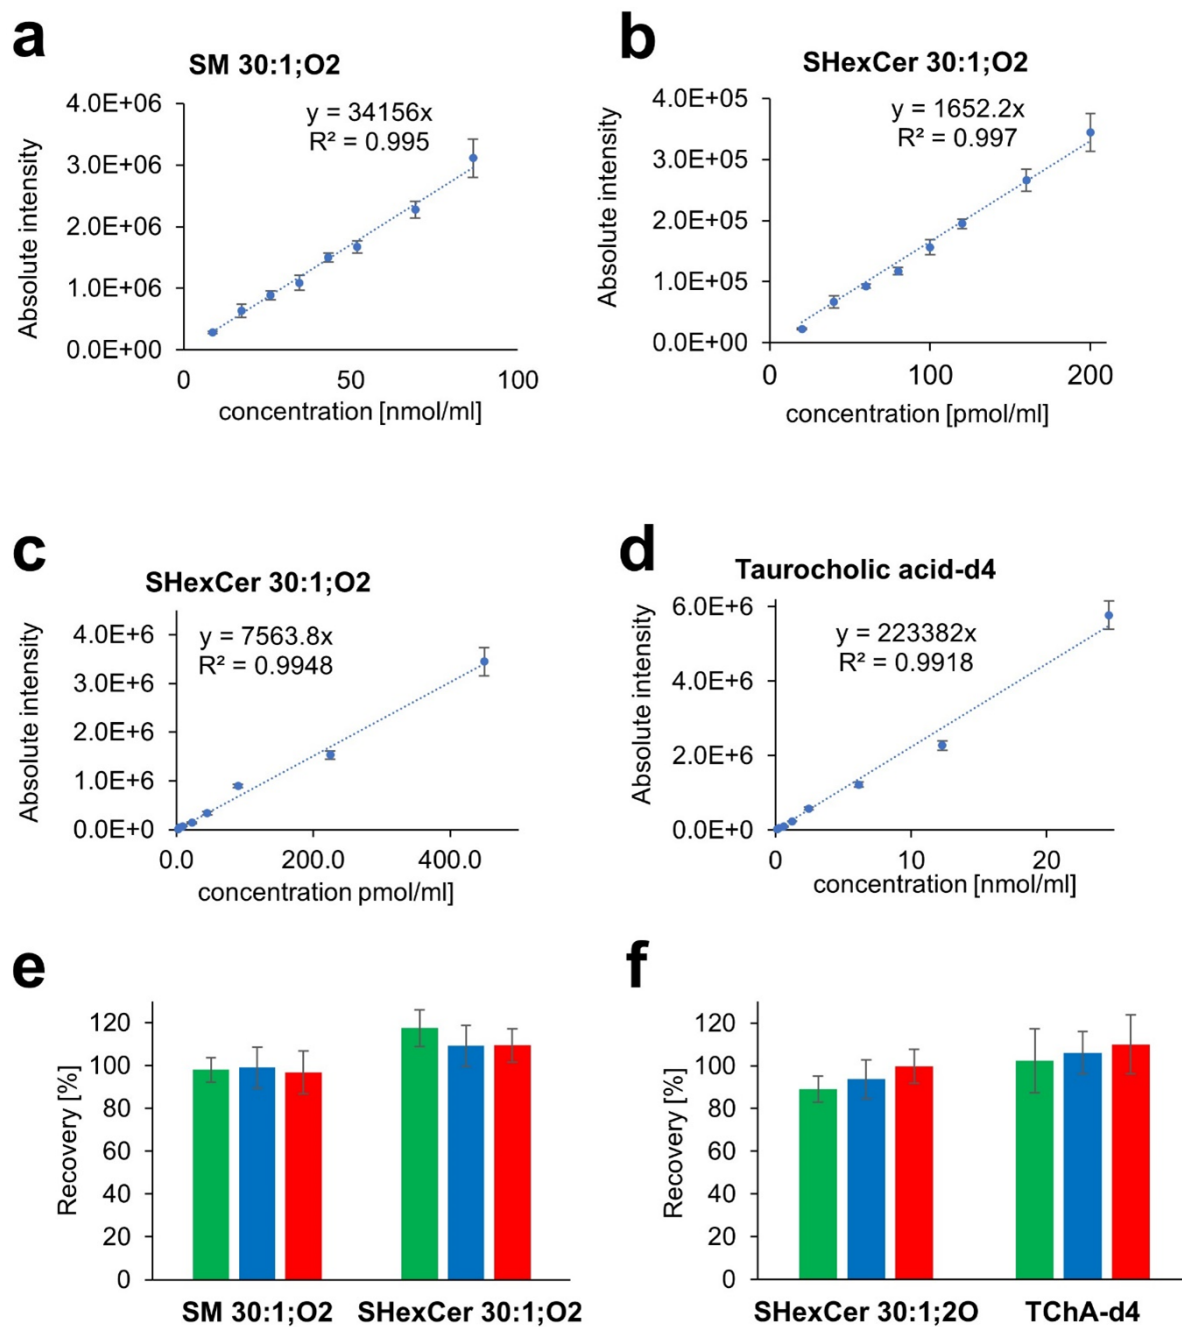 a
SM 30:1;O2
y = 34156x
R² = 0.995
Absolute intensity
4.0E+06
3.0E+06
2.0E+06
1.0E+06
0.0E+00
0 50 100
concentration [nmol/ml]
b
SHexCer 30:1;O2
y = 1652.2x
R² = 0.997
Absolute intensity
4.0E+05
3.0E+05
2.0E+05
1.0E+05
0.0E+00
0 100 200
concentration [pmol/ml]
c
SHexCer 30:1;O2
y = 7563.8x
R² = 0.9948
Absolute intensity
4.0E+6
3.0E+6
2.0E+6
1.0E+6
0.0E+0
0.0 200.0 400.0
concentration pmol/ml]
d
Taurocholic acid-d4
y = 223382x
R² = 0.9918
Absolute intensity
6.0E+6
4.0E+6
2.0E+6
0.0E+0
0 10 20
concentration [nmol/ml]
e
Recovery [%]
120
100
80
60
40
20
0
SM 30:1;O2 SHexCer 30:1;O2
f
Recovery [%]
120
100
80
60
40
20
0
SHexCer 30:1;2O TChA-d4